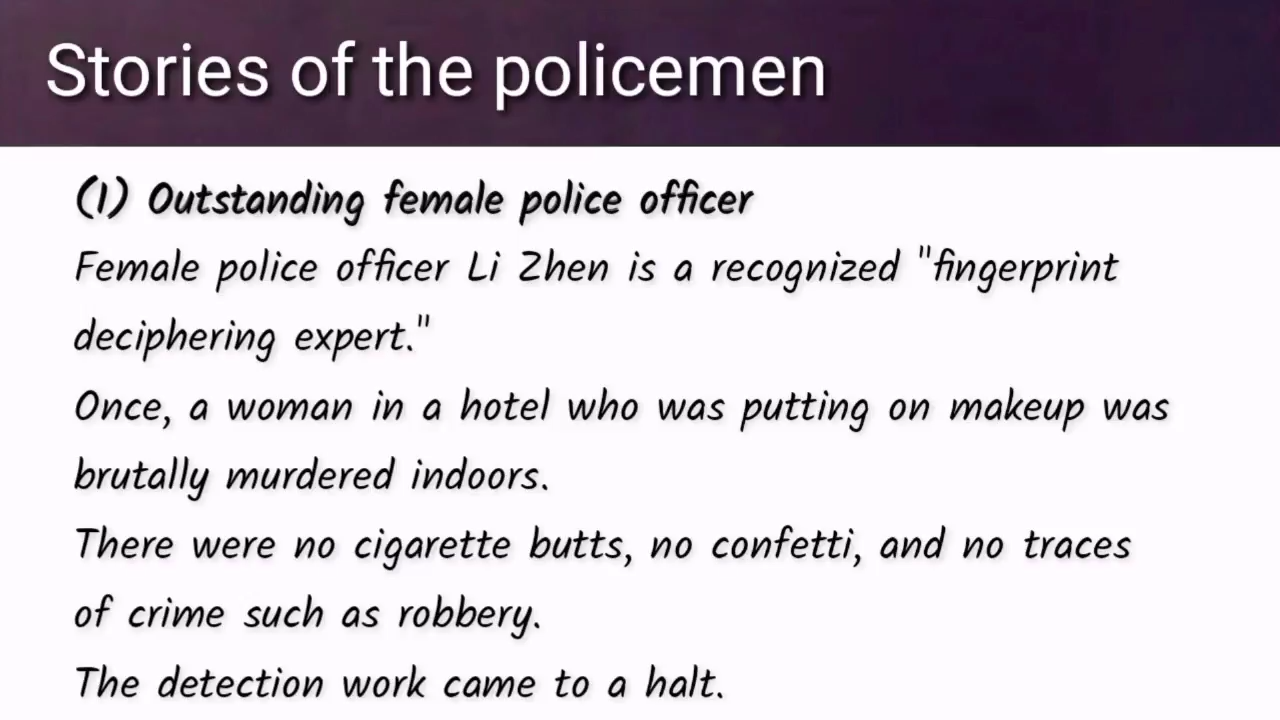 Stories of the policemen
(1) Outstanding female police officer
Female police officer Li Zhen is a recognized "fingerprint
deciphering expert."
Once, a woman in a hotel who was putting on makeup was
brutally murdered indoors.
There were no cigarette butts, no confetti, and no traces
of crime such as robbery.
The detection work came to a halt.